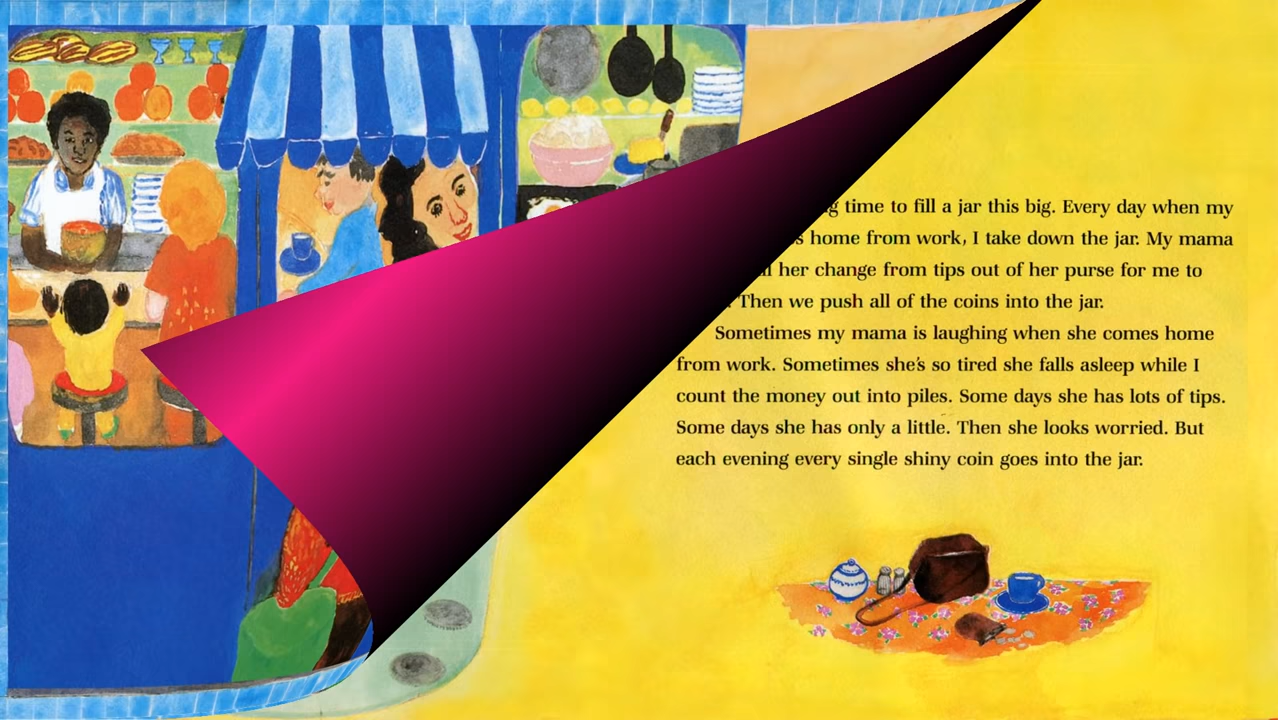 time to fill a jar this big. Every day when my
home from work, I take down the jar. My mama
her change from tips out of her purse for me to
Then we push all of the coins into the jar.
Sometimes my mama is laughing when she comes home
from work. Sometimes she's so tired she falls asleep while I
count the money out into piles. Some days she has lots of tips.
Some days she has only a little. Then she looks worried. But
each evening every single shiny coin goes into the jar.